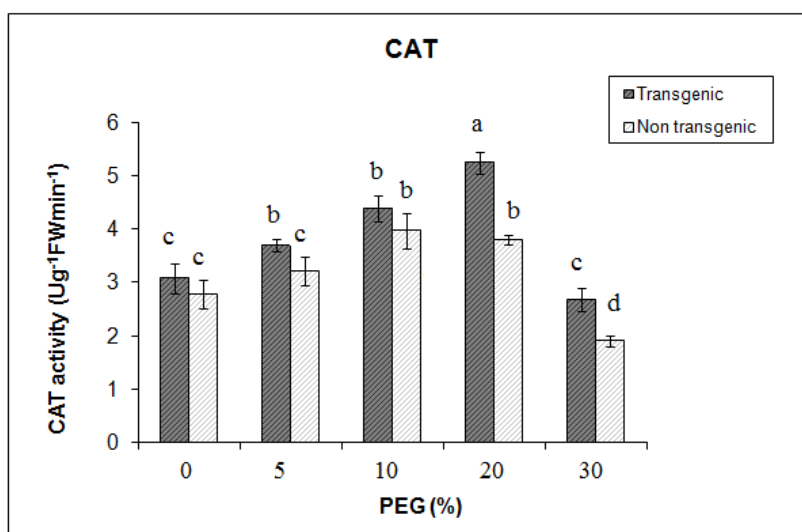 CAT
Transgenic
Non transgenic
CAT activity (Ug⁻¹FWmin⁻¹)
6
5
4
3
2
1
0
c
c
b
c
b
b
a
b
c
d
0 5 10 20 30
PEG (%)